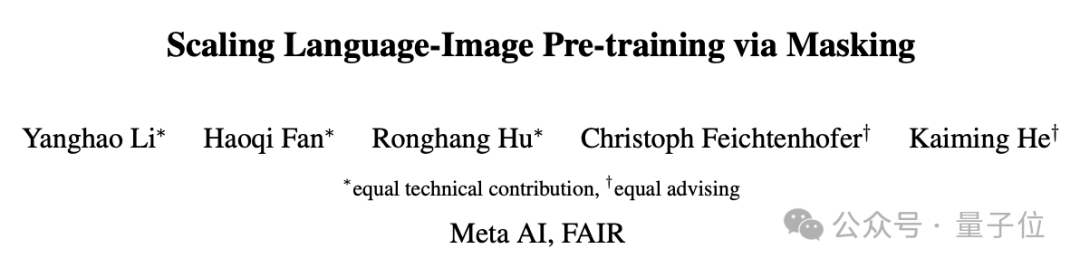 Scaling Language-Image Pre-training via Masking
Yanghao Li* Haoqi Fan* Ronghang Hu* Christoph Feichtenhofer† Kaiming He†
*equal technical contribution, †equal advising
Meta AI, FAIR
公众号 · 量子位